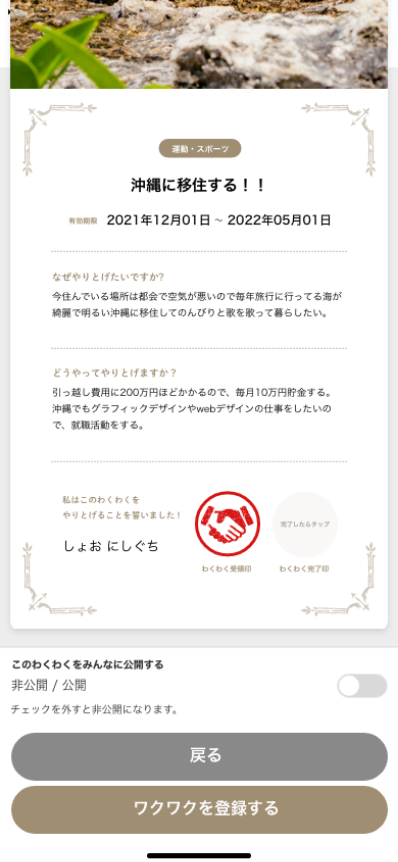 運動・スポーツ
沖縄に移住する！！
有効期限 2021年12月01日 ~ 2022年05月01日
なぜやりとげたいですか?
今住んでいる場所は都会で空気が悪いので毎年旅行に行ってる海が
綺麗で明るい沖縄に移住してのんびりと歌を歌って暮らしたい。
どうやってやりとげますか？
引っ越し費用に200万円ほどかかるので、毎月10万円貯金する。
沖縄でもグラフィックデザインやwebデザインの仕事をしたいの
で、就職活動をする。
私はこのわくわくを
やりとげることを誓いました！
しょお にしぐち
完了したらタップ
わくわく受領印
わくわく完了印
このわくわくをみんなに公開する
非公開 / 公開
チェックを外すと非公開になります。
戻る
ワクワクを登録する